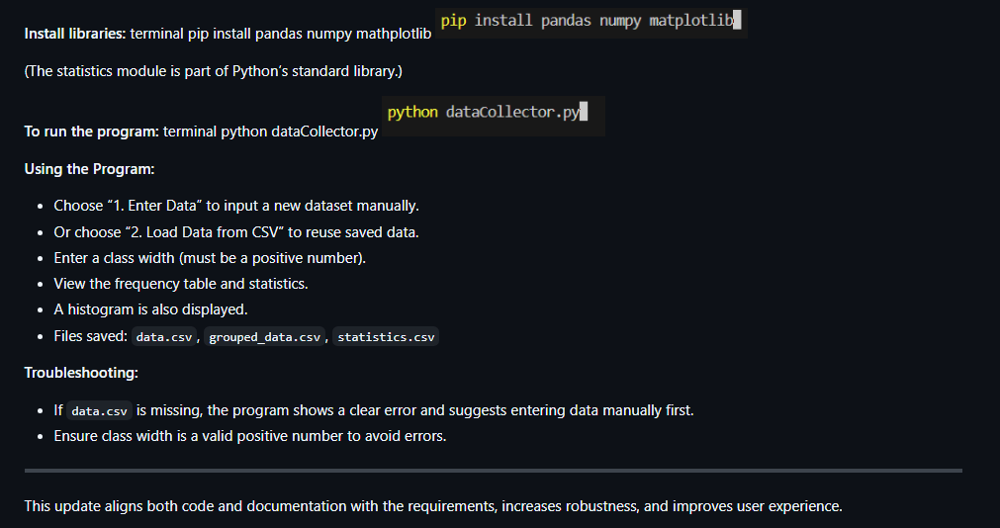 Install libraries: terminal pip install pandas numpy mathplotlib pip install pandas numpy matplotlib
(The statistics module is part of Python's standard library.)
To run the program: terminal python dataCollector.py python dataCollector.py
Using the Program:
• Choose “1. Enter Data” to input a new dataset manually.
• Or choose “2. Load Data from CSV” to reuse saved data.
• Enter a class width (must be a positive number).
• View the frequency table and statistics.
• A histogram is also displayed.
• Files saved: data.csv, grouped_data.csv, statistics.csv
Troubleshooting:
• If data.csv is missing, the program shows a clear error and suggests entering data manually first.
• Ensure class width is a valid positive number to avoid errors.
This update aligns both code and documentation with the requirements, increases robustness, and improves user experience.